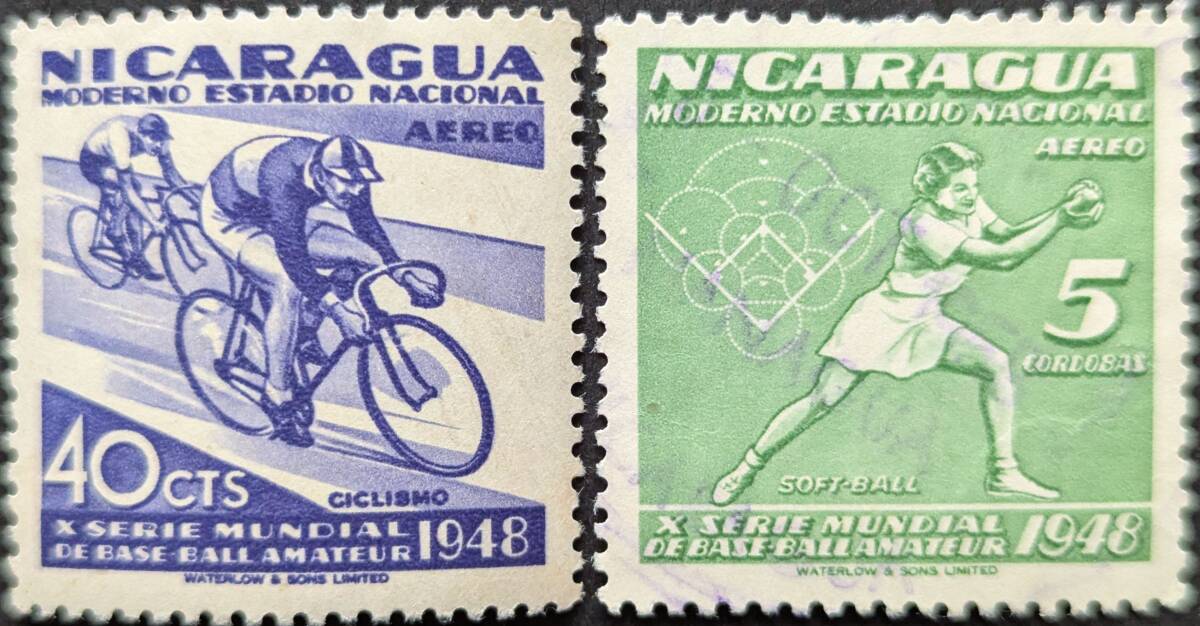 NICARAGUA
MODERNO ESTADIO NACIONAL
AEREO
40CTS
CICLISMO
X SERIE MUNDIAL
DE BASE-BALL AMATEUR 1948
WATERLOW & SONS LIMITED
NICARAGUA
MODERNO ESTADIO NACIONAL
AEREO
5
CORDOBAS
SOFT-BALL
X SERIE MUNDIAL
DE BASE-BALL AMATEUR 1948
WATERLOW & SONS LIMITED